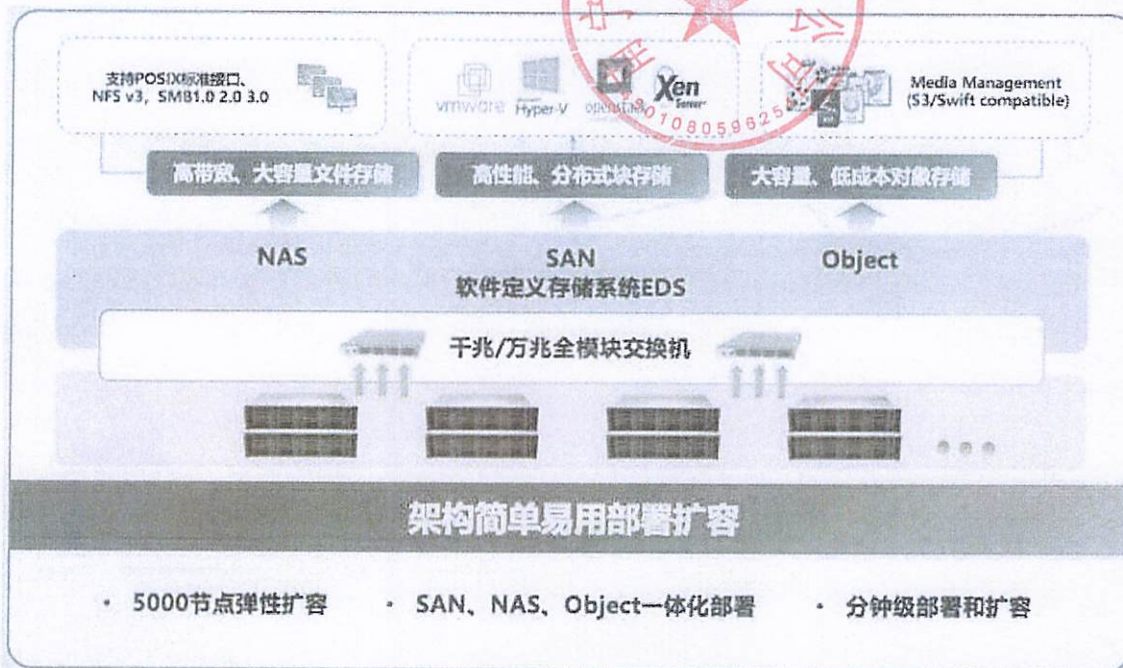 支持POSIX标准接口、
NFS v3，SMB1.0 2.0 3.0
vmware
Hyper-V
openstack
Xen
Server
Media Management
(S3/Swift compatible)
公司
0108059625
高带宽、大容量文件存储
高性能、分布式块存储
大容量、低成本对象存储
NAS
SAN
Object
软件定义存储系统EDS
千兆/万兆全模块交换机
架构简单易用部署扩容
· 5000节点弹性扩容
· SAN、NAS、Object一体化部署
· 分钟级部署和扩容